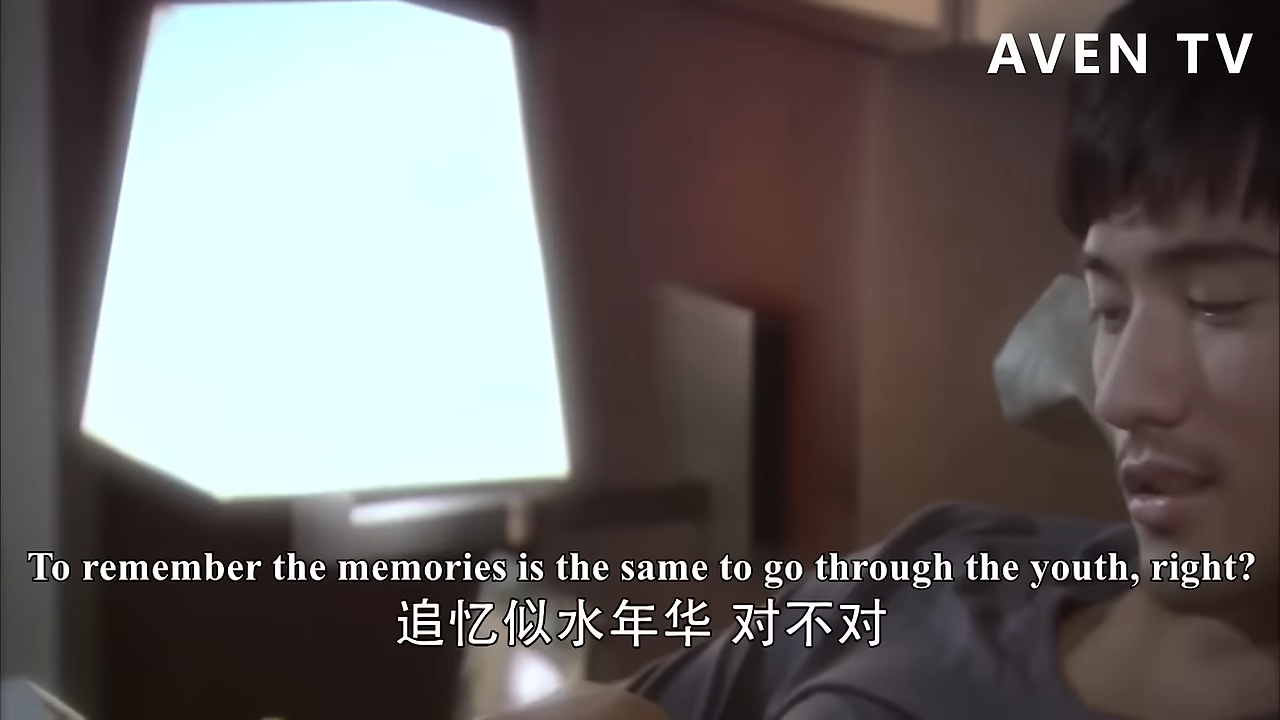 AVEN TV
To remember the memories is the same to go through the youth, right?
追忆似水年华 对不对